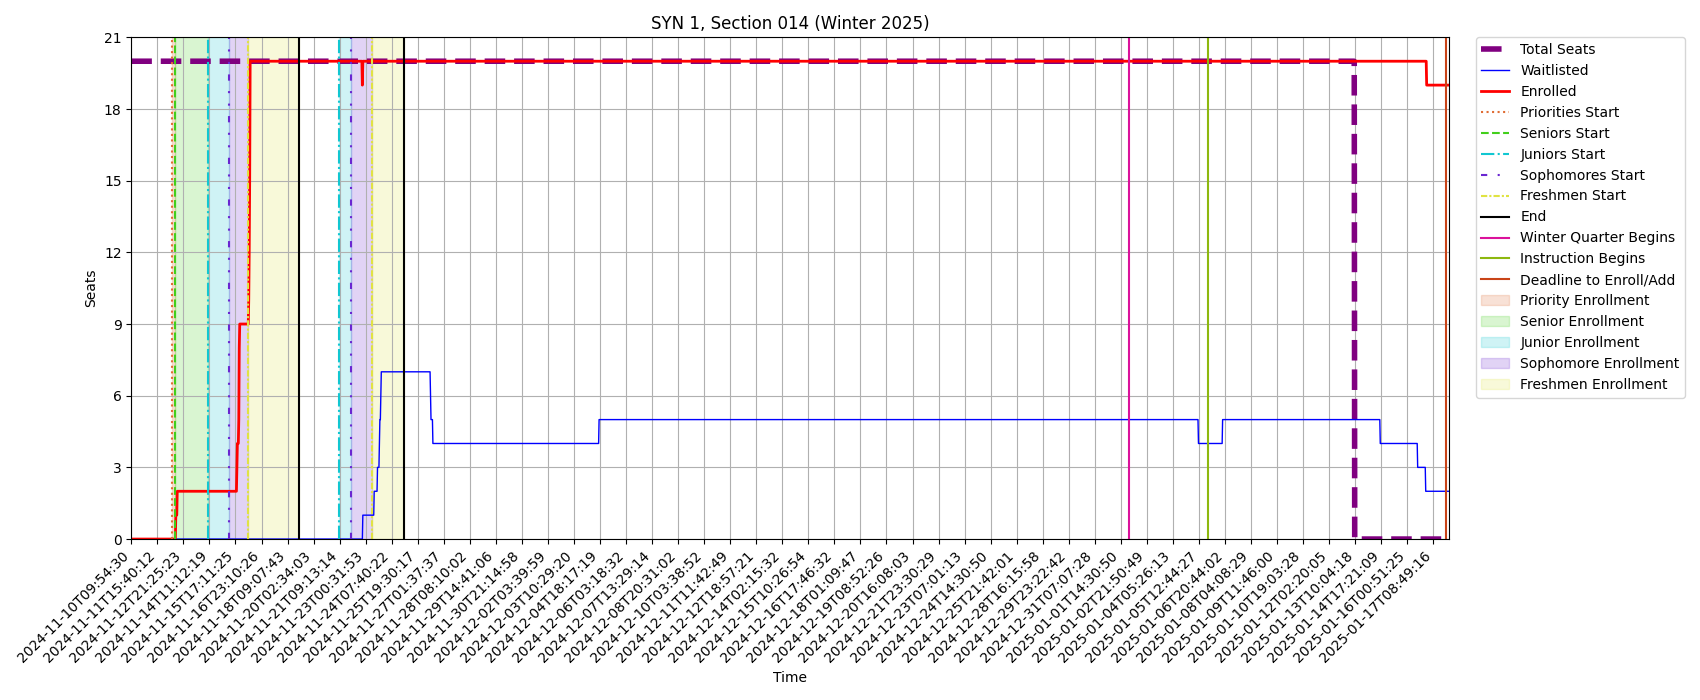 SYN 1, Section 014 (Winter 2025)
Seats
21
18
15
12
9
6
3
0
2024-11-10T09:54:30
2024-11-11T15:40:12
2024-11-12T21:25:23
2024-11-14T11:12:19
2024-11-15T17:11:25
2024-11-16T23:10:26
2024-11-18T09:07:43
2024-11-20T02:34:03
2024-11-21T09:13:14
2024-11-23T00:31:53
2024-11-24T07:40:22
2024-11-25T19:30:17
2024-11-27T01:37:37
2024-11-28T08:10:02
2024-11-29T14:41:06
2024-11-30T21:14:58
2024-12-02T03:39:59
2024-12-03T10:29:20
2024-12-04T18:17:19
2024-12-06T03:18:32
2024-12-07T13:29:14
2024-12-08T20:31:02
2024-12-10T03:38:52
2024-12-11T11:42:49
2024-12-12T18:57:21
2024-12-14T02:15:32
2024-12-15T10:26:54
2024-12-16T17:46:32
2024-12-18T01:09:47
2024-12-19T08:52:26
2024-12-20T16:08:03
2024-12-21T23:30:29
2024-12-23T07:01:13
2024-12-24T14:30:50
2024-12-25T21:42:01
2024-12-28T16:15:58
2024-12-29T23:22:42
2024-12-31T07:07:28
2025-01-01T14:30:50
2025-01-02T21:50:49
2025-01-04T05:26:13
2025-01-05T12:44:27
2025-01-06T20:44:02
2025-01-08T04:08:29
2025-01-09T11:46:00
2025-01-10T19:03:28
2025-01-12T02:20:05
2025-01-13T10:04:18
2025-01-14T17:21:09
2025-01-16T00:51:25
2025-01-17T08:49:16
Time
Total Seats
Waitlisted
Enrolled
Priorities Start
Seniors Start
Juniors Start
Sophomores Start
Freshmen Start
End
Winter Quarter Begins
Instruction Begins
Deadline to Enroll/Add
Priority Enrollment
Senior Enrollment
Junior Enrollment
Sophomore Enrollment
Freshmen Enrollment